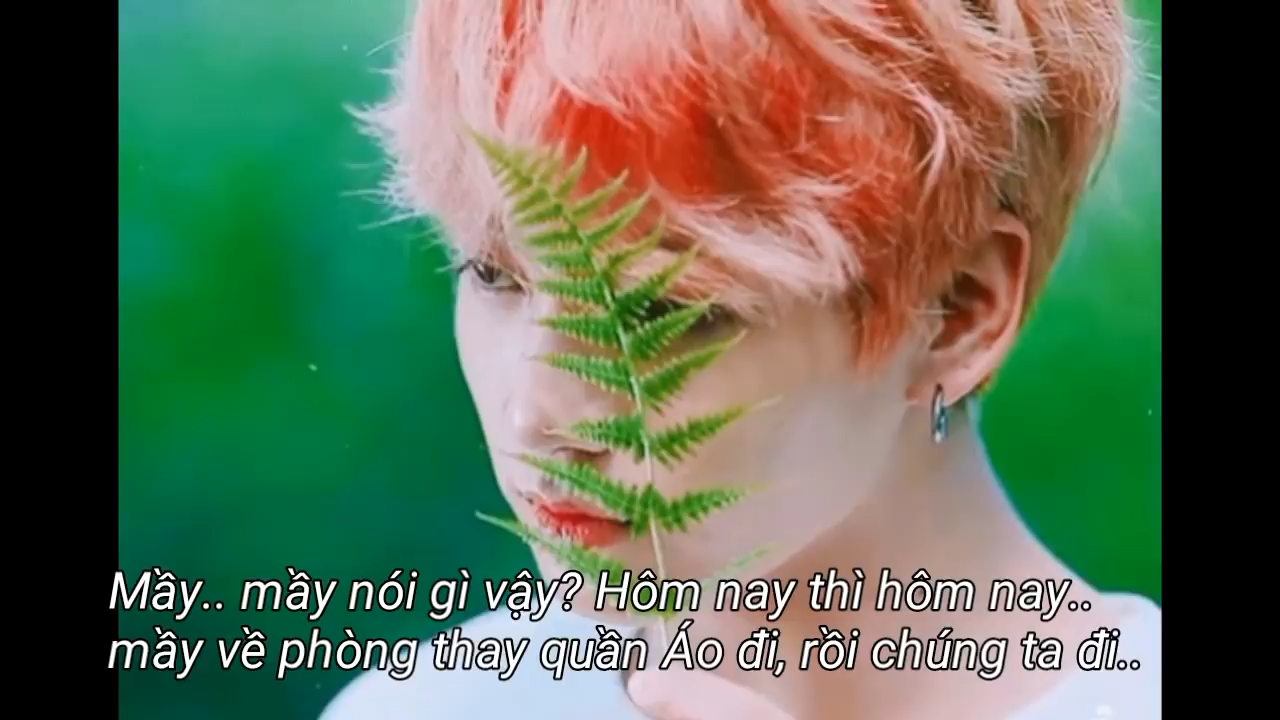 Mầy.. mầy nói gì vậy? Hôm nay thì hôm nay..
mầy về phòng thay quần Áo đi, rồi chúng ta đi..